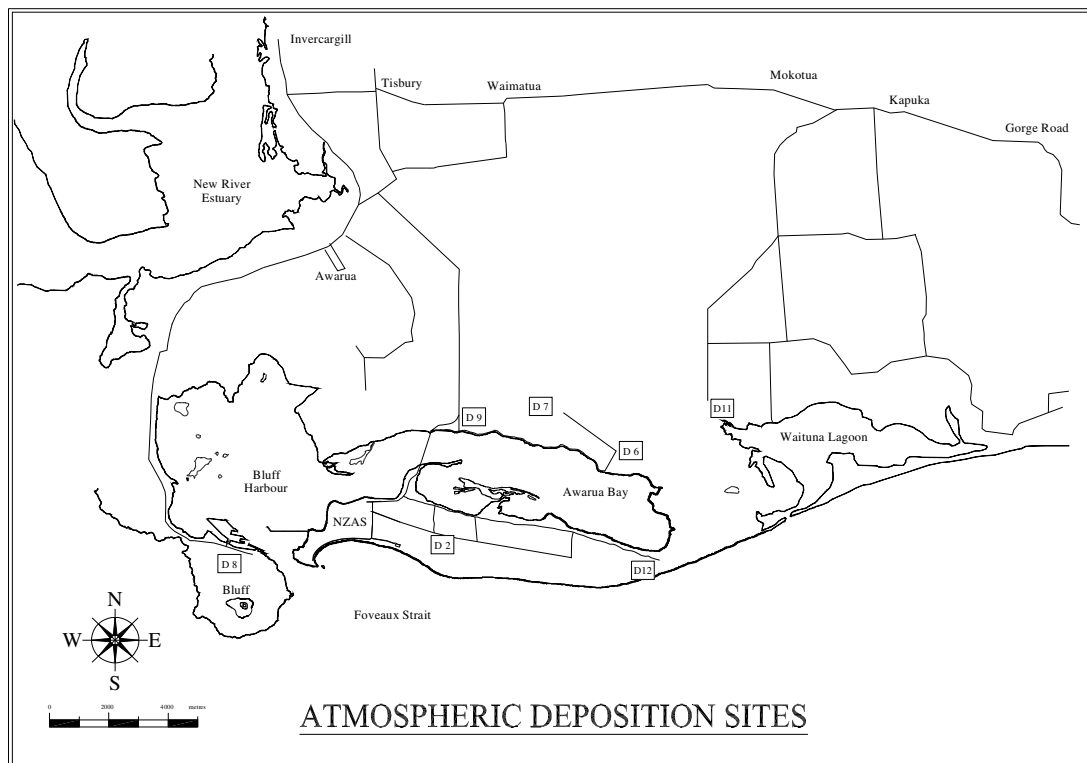 Invercargill
Tisbury
Waimatua
Mokotua
Kapuka
Gorge Road
New River
Estuary
Awarua
D 9
D 7
D11
D 6
Waituna Lagoon
Bluff
Harbour
Awarua Bay
NZAS
D 2
D 8
D12
Bluff
Foveaux Strait
N
W
E
S
0 2000 4000 metres
ATMOSPHERIC DEPOSITION SITES